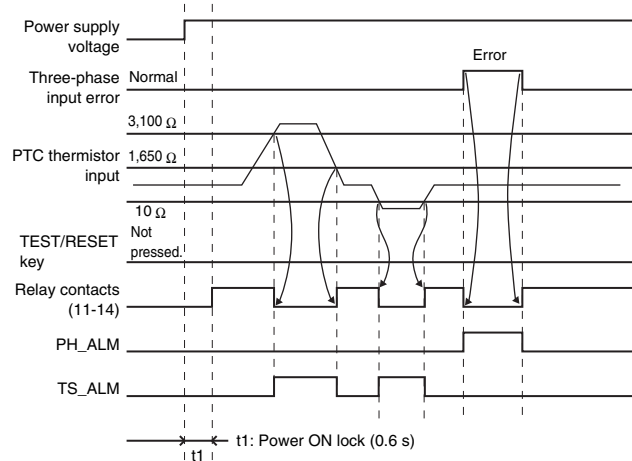 Power supply
voltage
Error
Three-phase
input error
Normal
3,100 Ω
PTC thermistor
input
1,650 Ω
10 Ω
TEST/RESET
key
Not
pressed.
Relay contacts
(11-14)
PH_ALM
TS_ALM
t1: Power ON lock (0.6 s)
t1